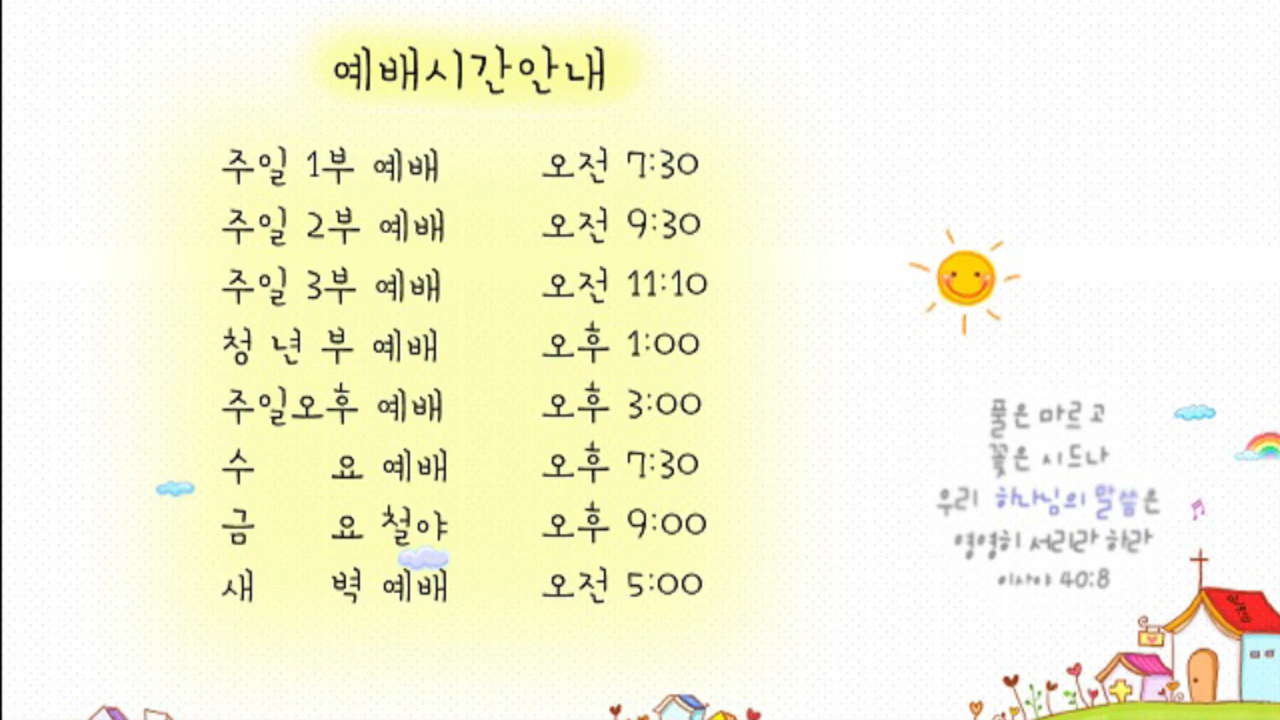 예배시간안내
주일 1부 예배 오전 7:30
주일 2부 예배 오전 9:30
주일 3부 예배 오전 11:10
청 년 부 예배 오후 1:00
주일오후 예배 오후 3:00
수 요 예배 오후 7:30
금 요 철야 오후 9:00
새 벽 예배 오전 5:00
풀은 마르고
꽃은 시드나
우리 하나님의 말씀은
영영히 서리라 하라
이사야 40:8